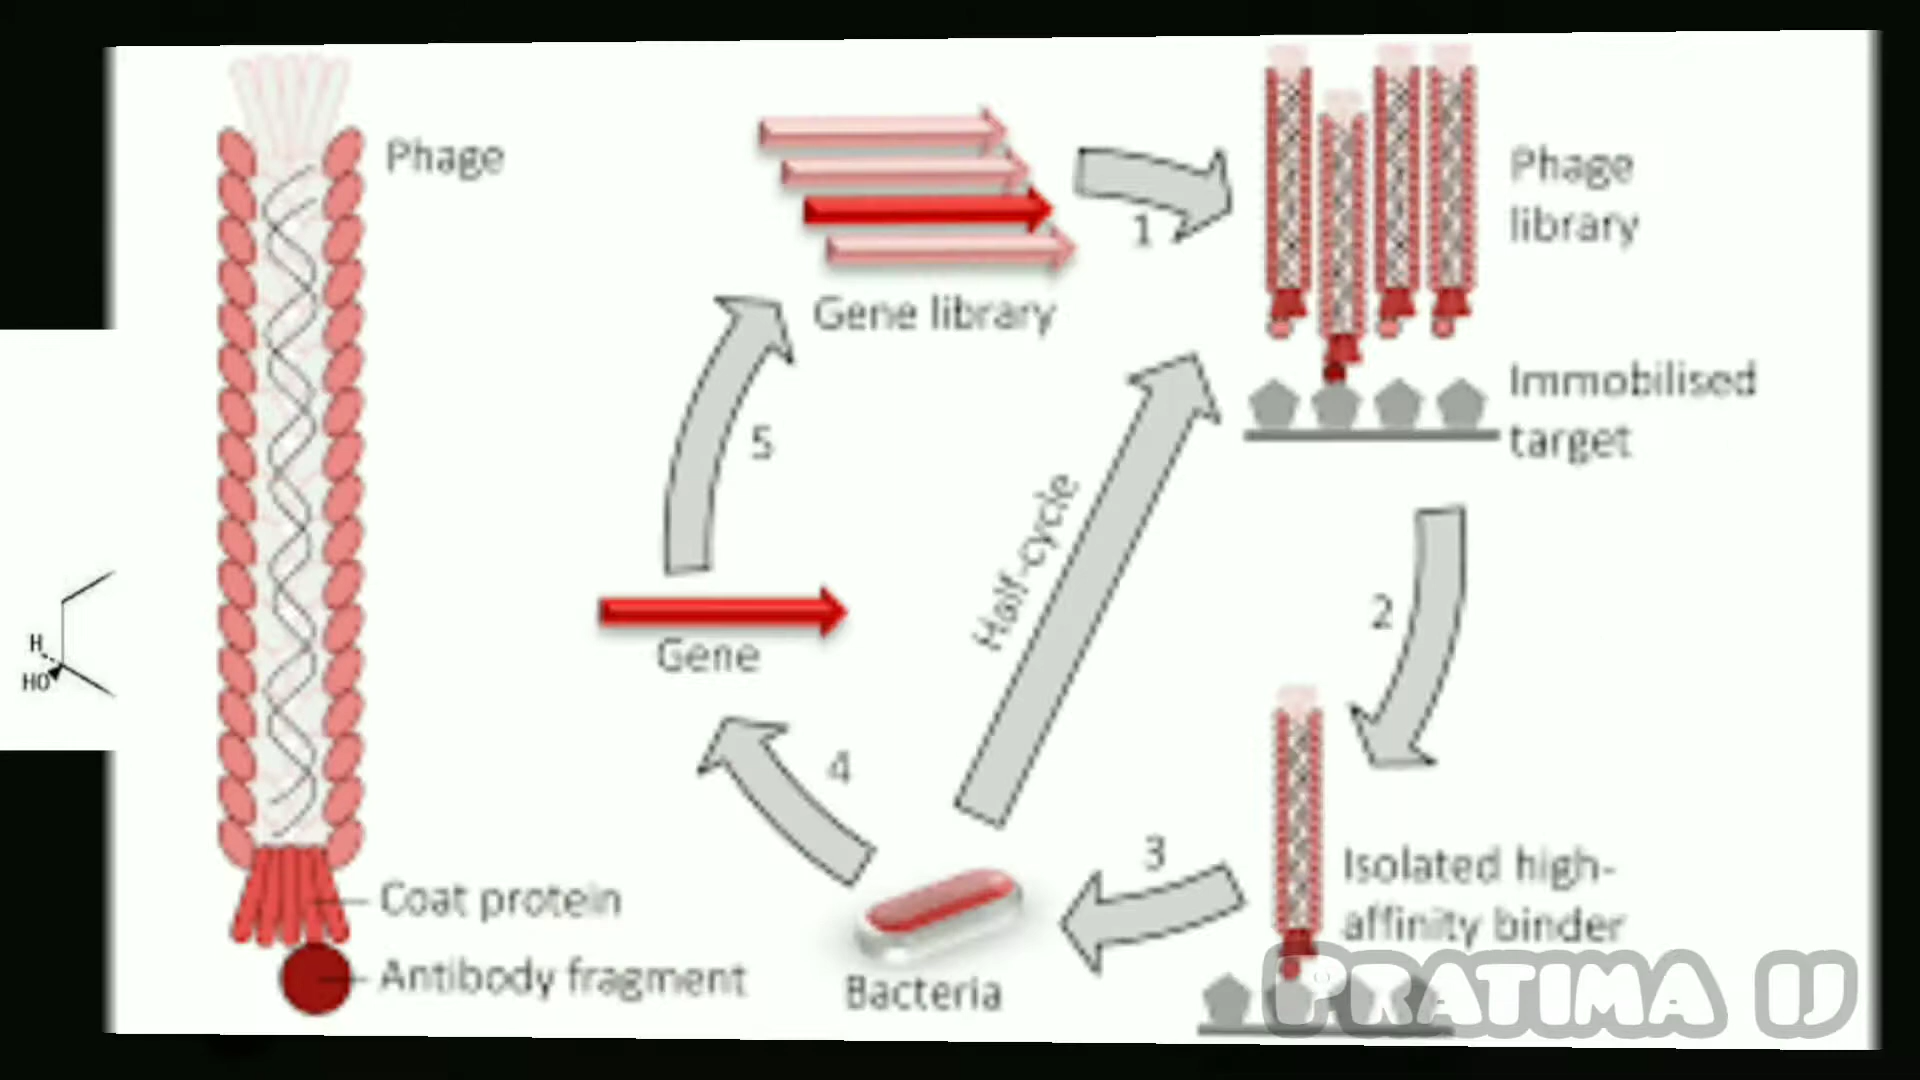 Phage
Gene library
1
Phage
library
Immobilised
target
5
Half-cycle
2
Gene
4
3
H
HO
Coat protein
Antibody fragment
Bacteria
Isolated high-
affinity binder
PRATIMA IJ